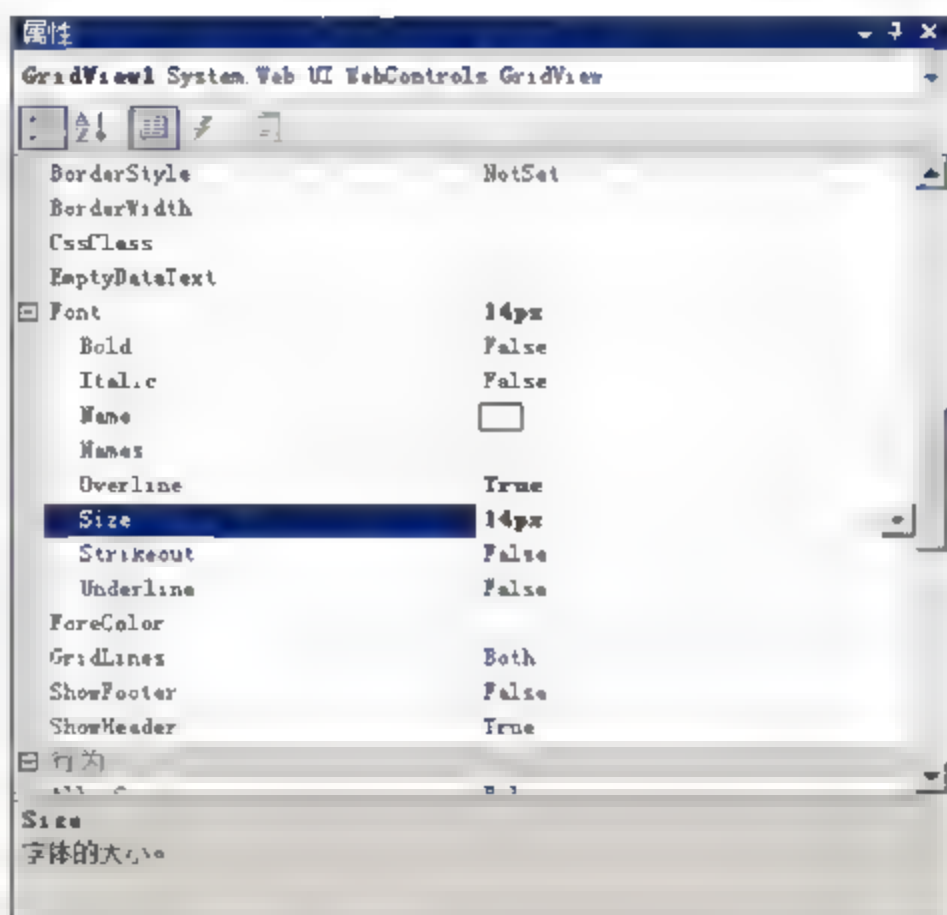 属性
GridView1 System.Web.UI.WebControls.GridView
BorderStyle NotSet
BorderWidth
CssClass
EmptyDataText
Font 14px
Bold False
Italic False
Name
Names
Overline True
Size 14px
Strikeout False
Underline False
ForeColor
GridLines Both
ShowFooter False
ShowHeader True
行为
Size
字体的大小。